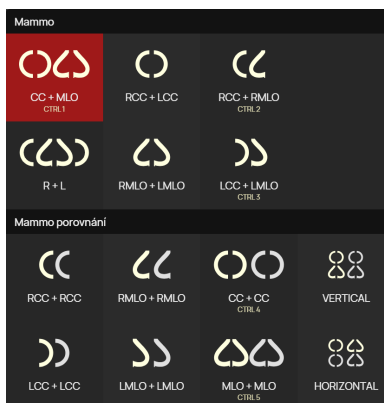 Mammo
CC + MLO
CTRL1
RCC + LCC
RCC + RMLO
CTRL2
R + L
RMLO + LMLO
LCC + LMLO
CTRL3
Mammo porovnání
RCC + RCC
RMLO + RMLO
CC + CC
CTRL4
VERTICAL
LCC + LCC
LMLO + LMLO
MLO + MLO
CTRL5
HORIZONTAL